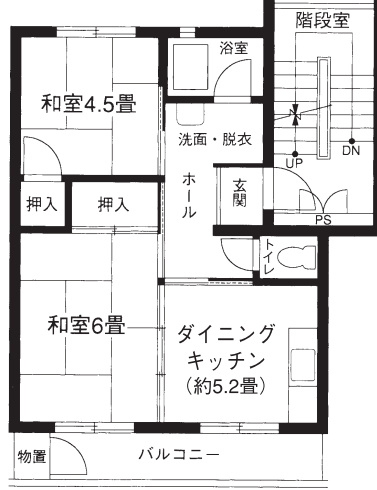 階段室
浴室
和室4.5畳
洗面・脱衣
UP
DN
ホール
玄関
押入
押入
PS
トイレ
和室6畳
ダイニング
キッチン
（約5.2畳）
物置
バルコニー